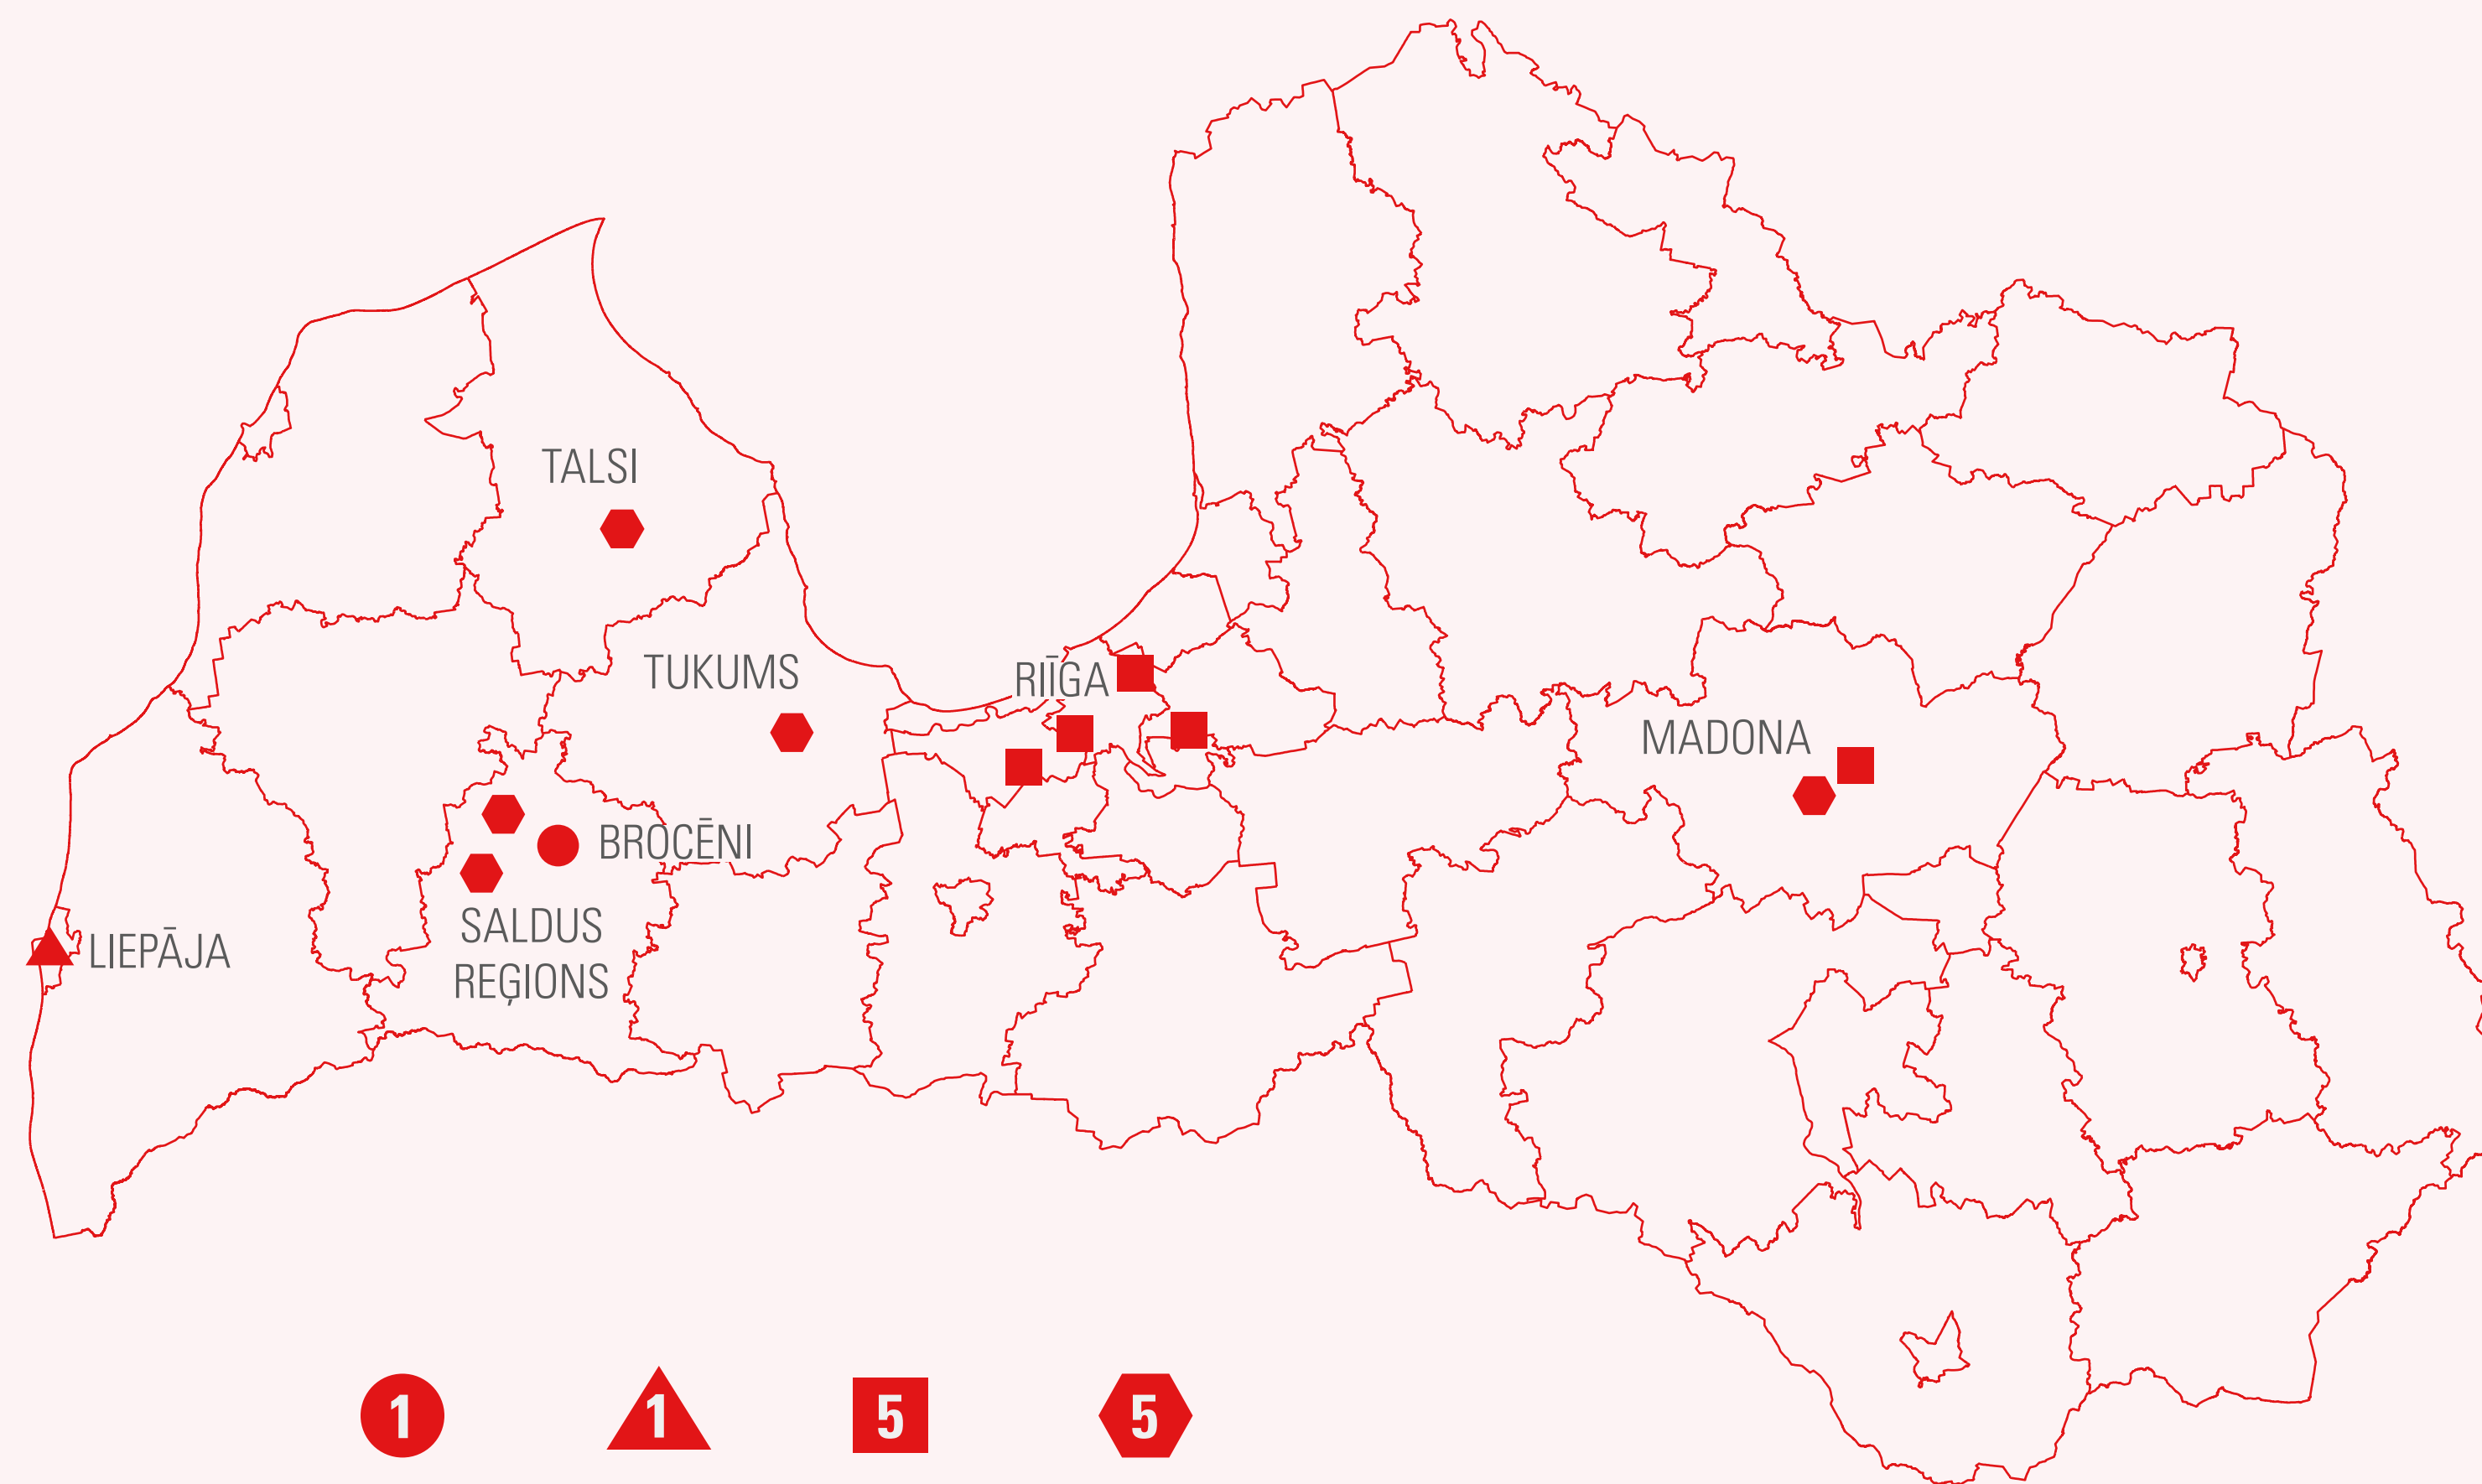 TALSI
TUKUMS
RIĪGA
MADONA
BROCĒNI
SALDUS
REĢIONS
LIEPĀJA
1
1
5
5